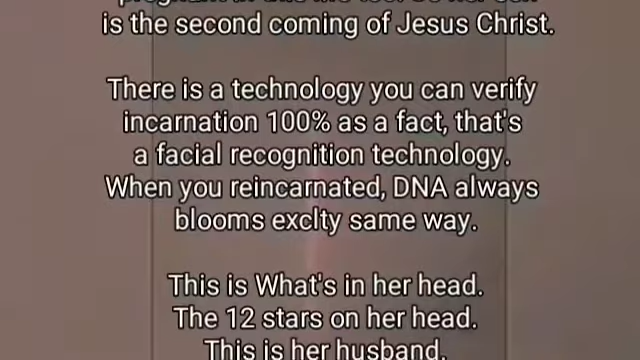 is the second coming of Jesus Christ.
There is a technology you can verify
incarnation 100% as a fact, that's
a facial recognition technology.
When you reincarnated, DNA always
blooms exclty same way.
This is What's in her head.
The 12 stars on her head.
This is her husband.